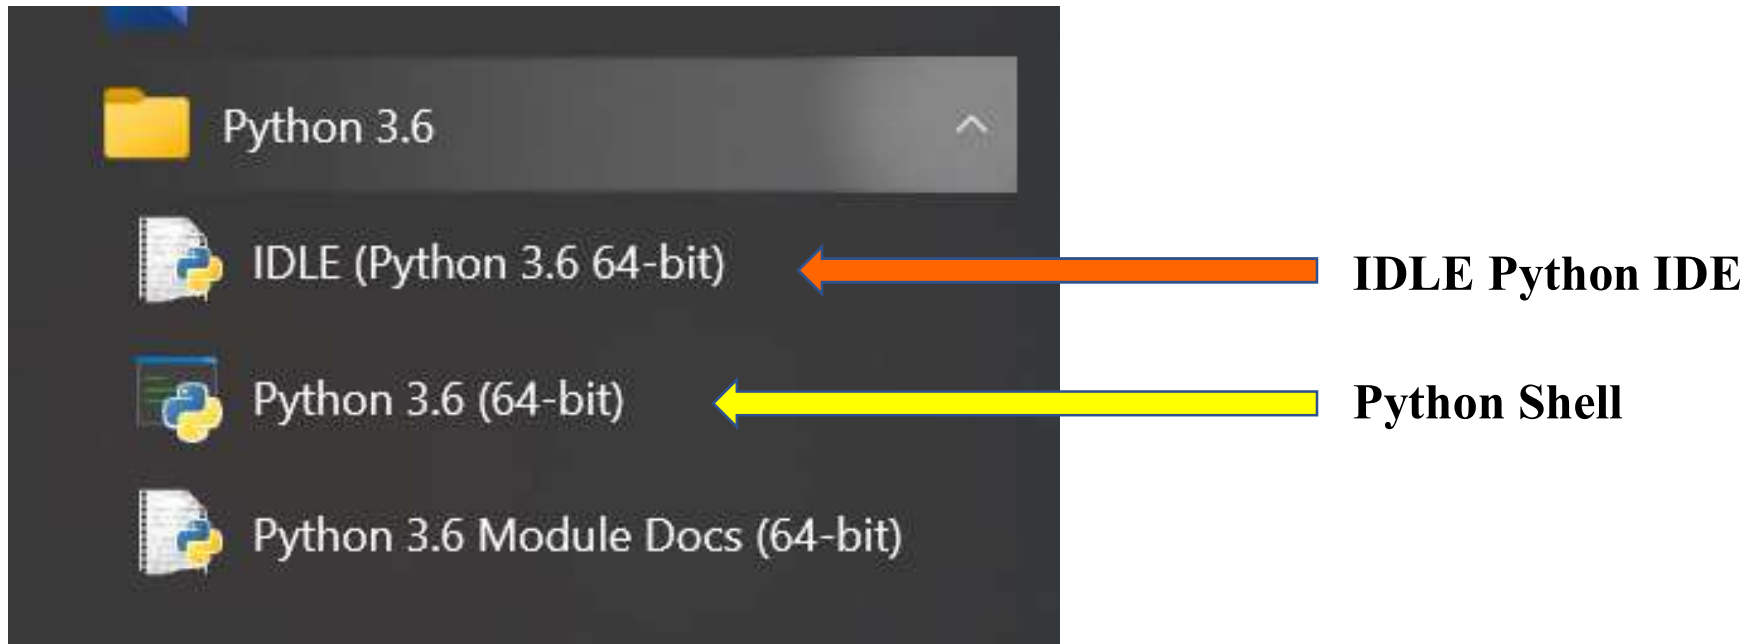 Python 3.6
IDLE (Python 3.6 64-bit)
IDLE Python IDE
Python 3.6 (64-bit)
Python Shell
Python 3.6 Module Docs (64-bit)